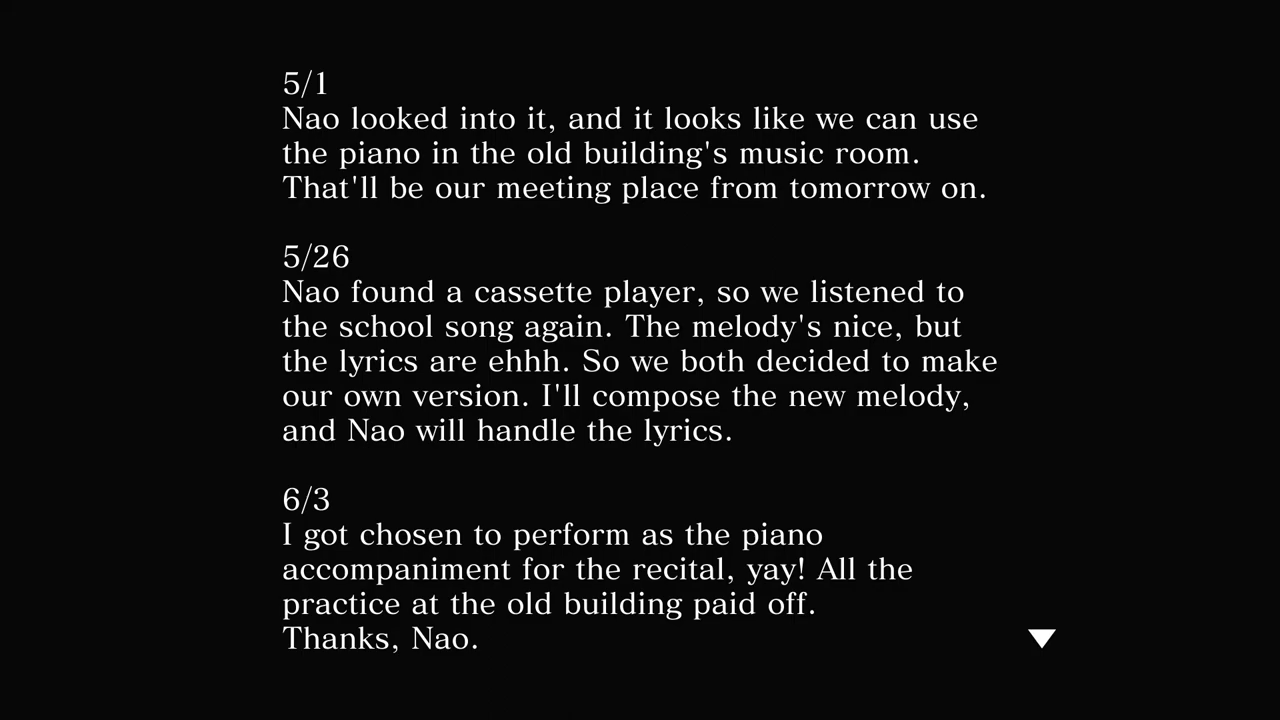 5/1
Nao looked into it, and it looks like we can use
the piano in the old building's music room.
That'll be our meeting place from tomorrow on.
5/26
Nao found a cassette player, so we listened to
the school song again. The melody's nice, but
the lyrics are ehhh. So we both decided to make
our own version. I'll compose the new melody,
and Nao will handle the lyrics.
6/3
I got chosen to perform as the piano
accompaniment for the recital, yay! All the
practice at the old building paid off.
Thanks, Nao.